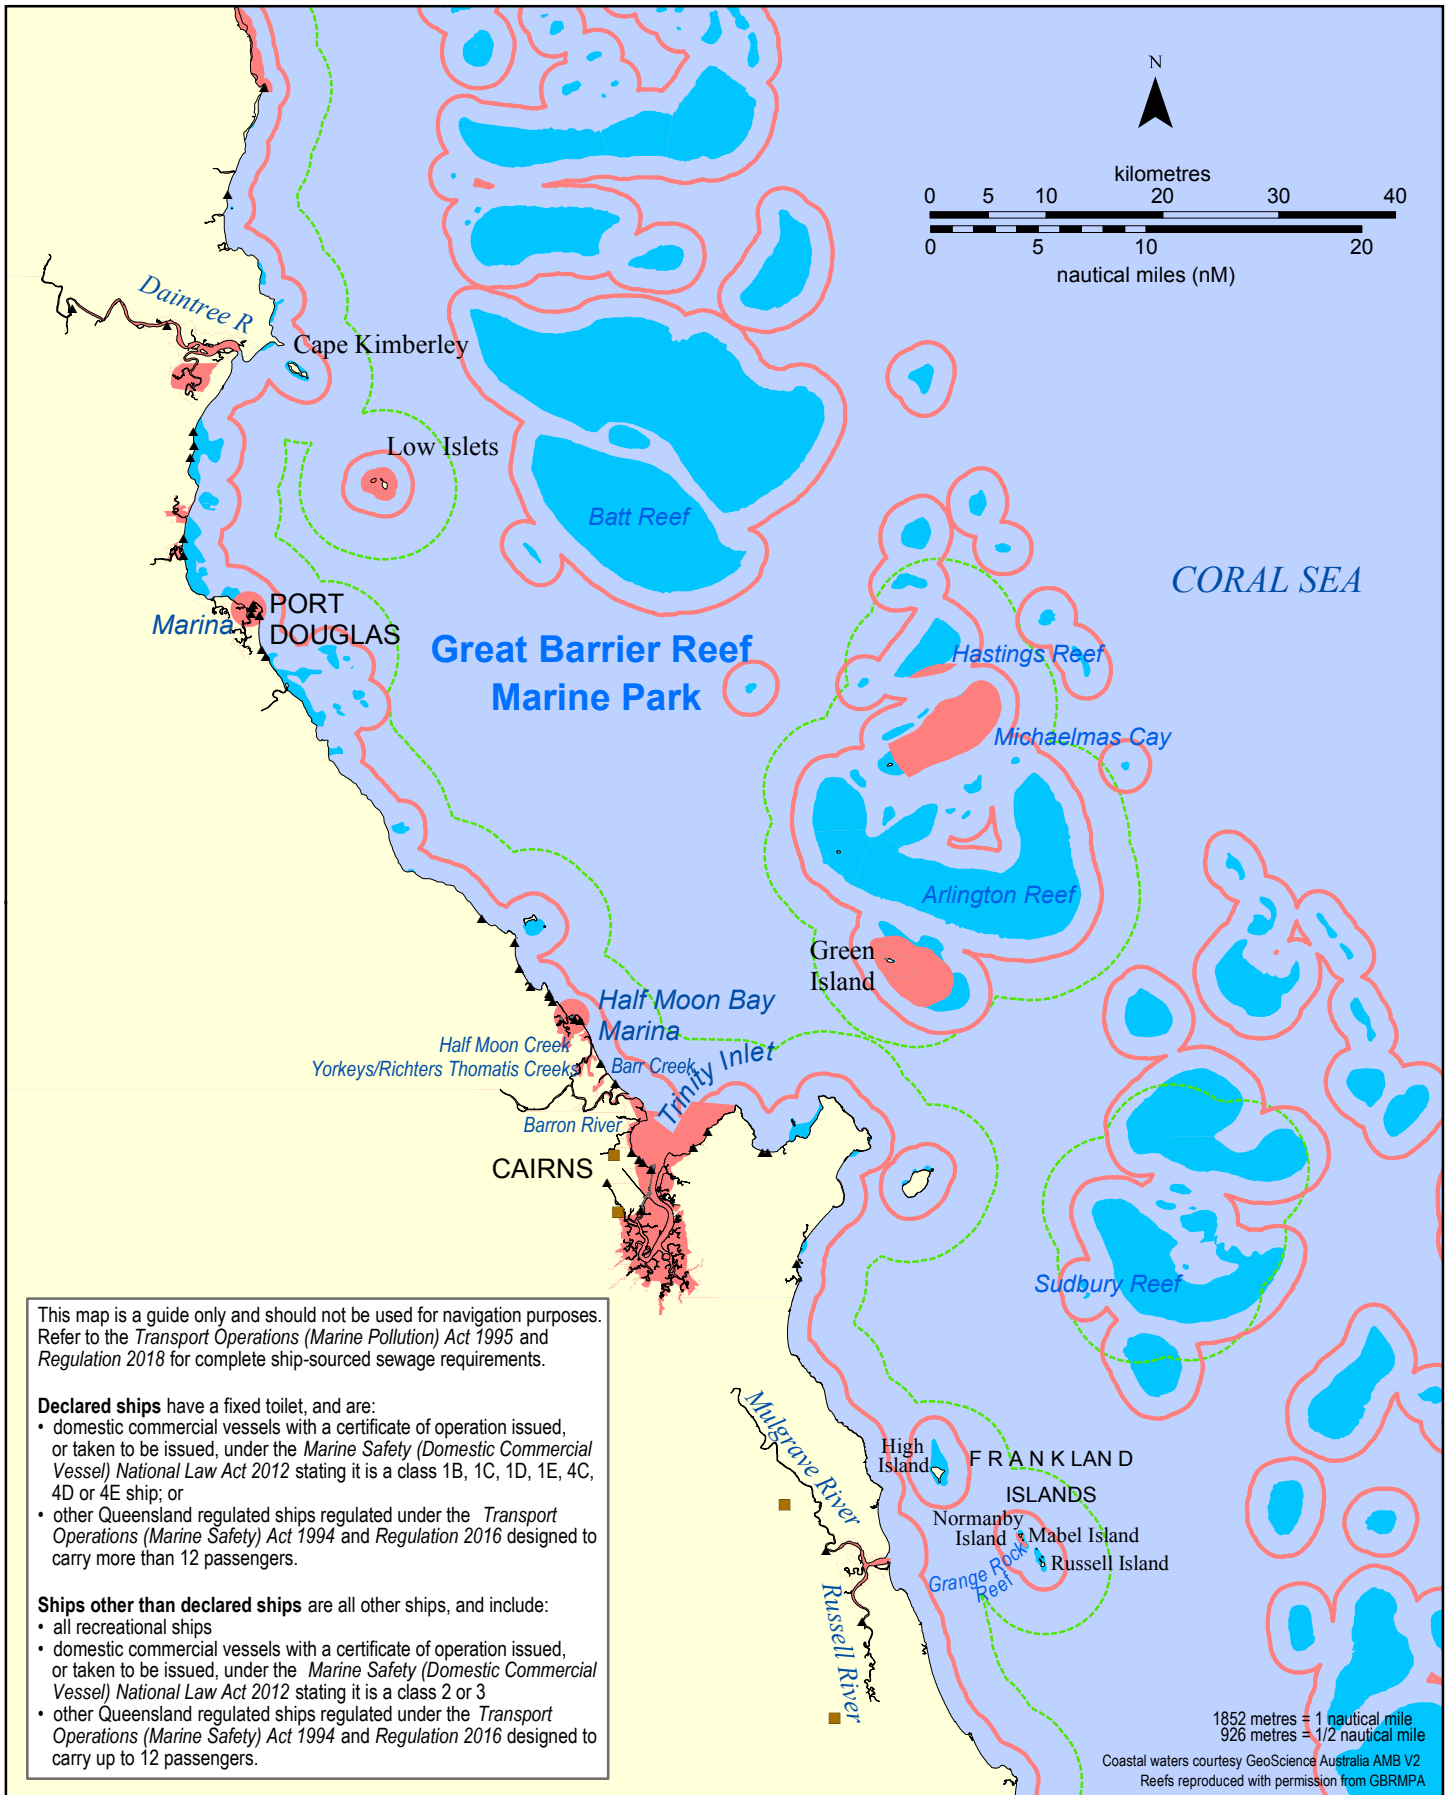 N
kilometres
0 5 10 20 30 40
0 5 10 20
nautical miles (nM)
Daintree R
Cape Kimberley
Low Islets
Batt Reef
CORAL SEA
PORT
DOUGLAS
Marina
Great Barrier Reef
Marine Park
Hastings Reef
Michaelmas Cay
Arlington Reef
Green
Island
Half Moon Bay
Marina
Half Moon Creek
Yorkeys/Richters Thomatis Creeks
Barr Creek
Trinity Inlet
Barron River
CAIRNS
Sudbury Reef
This map is a guide only and should not be used for navigation purposes.
Refer to the Transport Operations (Marine Pollution) Act 1995 and
Regulation 2018 for complete ship-sourced sewage requirements.
Declared ships have a fixed toilet, and are:
• domestic commercial vessels with a certificate of operation issued,
or taken to be issued, under the Marine Safety (Domestic Commercial
Vessel) National Law Act 2012 stating it is a class 1B, 1C, 1D, 1E, 4C,
4D or 4E ship; or
• other Queensland regulated ships regulated under the Transport
Operations (Marine Safety) Act 1994 and Regulation 2016 designed to
carry more than 12 passengers.
Ships other than declared ships are all other ships, and include:
• all recreational ships
• domestic commercial vessels with a certificate of operation issued,
or taken to be issued, under the Marine Safety (Domestic Commercial
Vessel) National Law Act 2012 stating it is a class 2 or 3
• other Queensland regulated ships regulated under the Transport
Operations (Marine Safety) Act 1994 and Regulation 2016 designed to
carry up to 12 passengers.
Mulgrave River
Russell River
High
Island
FRANKLAND
ISLANDS
Normanby
Island
Mabel Island
Russell Island
Grange Rock
Reef
1852 metres = 1 nautical mile
926 metres = 1/2 nautical mile
Coastal waters courtesy GeoScience Australia AMB V2
Reefs reproduced with permission from GBRMPA